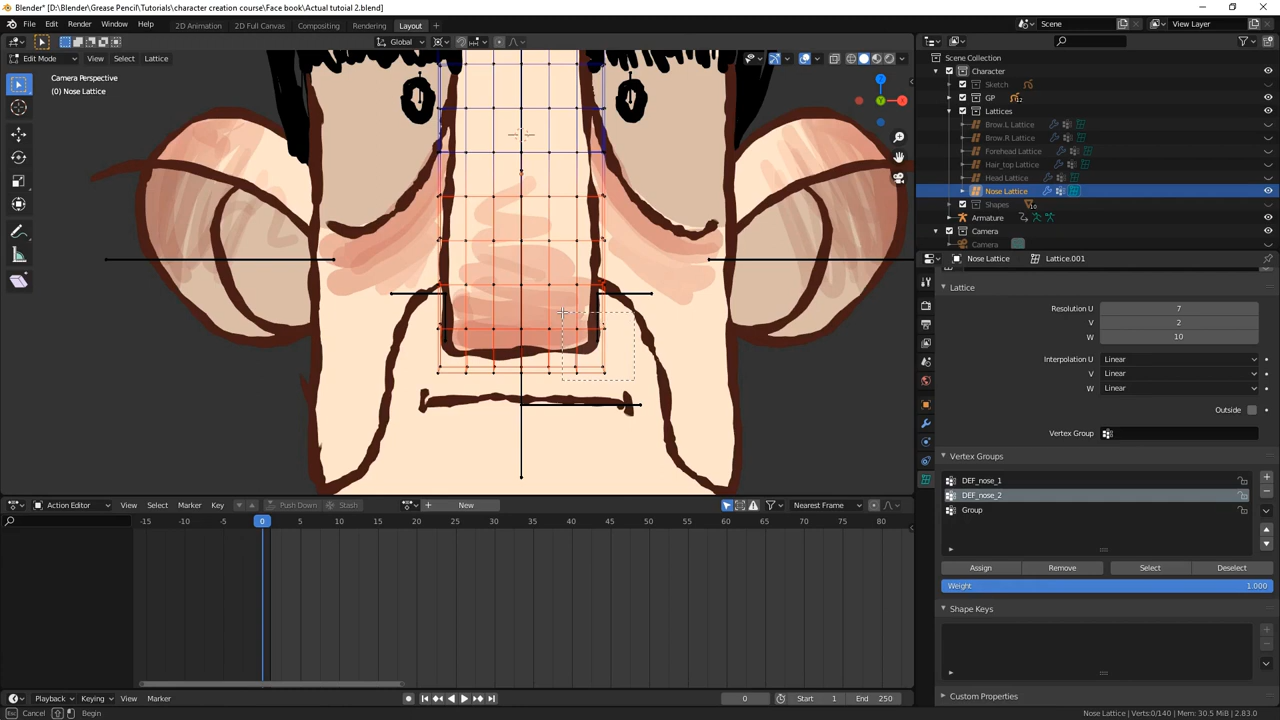 Blender* [D:\Blender\Grease Pencil\Tutorials\character creation course\Face book\Actual tutoial 2.blend]
File Edit Render Window Help 2D Animation 2D Full Canvas Compositing Rendering Layout Scene View Layer
Global
Edit Mode View Select Lattice
Camera Perspective
(0) Nose Lattice
Scene Collection
Character
Sketch
GP 12
Lattices
Brow.L Lattice
Brow.R Lattice
Forehead Lattice
Hair_top Lattice
Head Lattice
Nose Lattice
Shapes 10
Armature
Camera
Camera
Nose Lattice Lattice.001
Lattice
Resolution U 7
V 2
W 10
Interpolation U Linear
V Linear
W Linear
Outside
Vertex Group
Vertex Groups
DEF_nose_1
DEF_nose_2
Group
Assign Remove Select Deselect
Weight 1.000
Shape Keys
Custom Properties
Action Editor View Select Marker Key New Push Down Stash Nearest Frame
-15 -10 -5 0 5 10 15 20 25 30 35 40 45 50 55 60 65 70 75 80
Playback Keying View Marker 0 Start 1 End 250
Cancel Begin Nose Lattice | Verts:0/140 | Mem: 30.5 MiB | 2.83.0